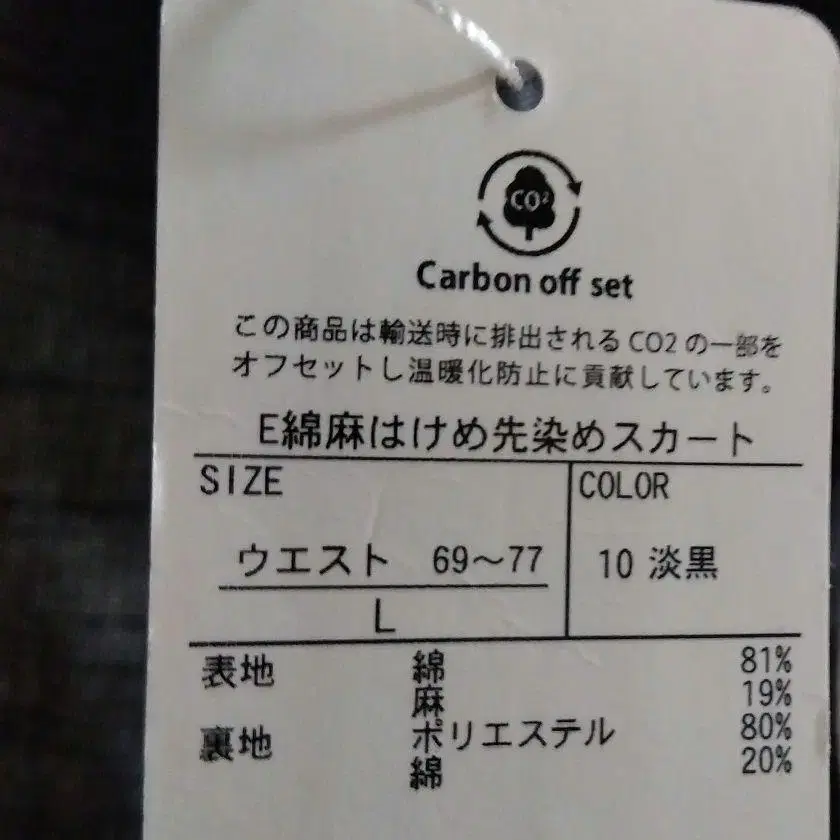 CO²
Carbon off set
この商品は輸送時に排出されるCO2の一部を
オフセットし温暖化防止に貢献しています。
E綿麻はけめ先染めスカート
SIZE
COLOR
ウエスト 69～77
10 淡黒
L
表地 綿 81%
麻 19%
裏地 ポリエステル 80%
綿 20%